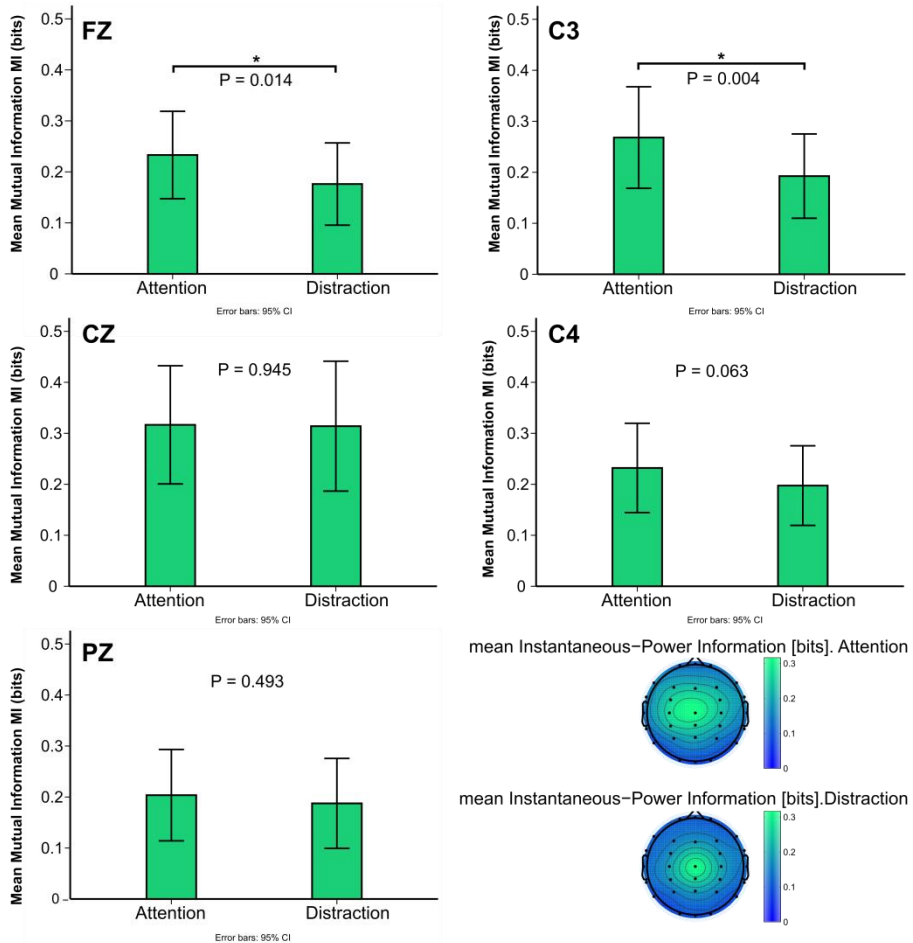 FZ
Mean Mutual Information MI (bits)
0.5
0.4
0.3
0.2
0.1
0
*
P = 0.014
Attention Distraction
Error bars: 95% CI
C3
Mean Mutual Information MI (bits)
0.5
0.4
0.3
0.2
0.1
0
*
P = 0.004
Attention Distraction
Error bars: 95% CI
CZ
Mean Mutual Information MI (bits)
0.5
0.4
0.3
0.2
0.1
0
P = 0.945
Attention Distraction
Error bars: 95% CI
C4
Mean Mutual Information MI (bits)
0.5
0.4
0.3
0.2
0.1
0
P = 0.063
Attention Distraction
Error bars: 95% CI
PZ
Mean Mutual Information MI (bits)
0.5
0.4
0.3
0.2
0.1
0
P = 0.493
Attention Distraction
Error bars: 95% CI
mean Instantaneous−Power Information [bits]. Attention
0.3
0.2
0.1
0
mean Instantaneous−Power Information [bits].Distraction
0.3
0.2
0.1
0